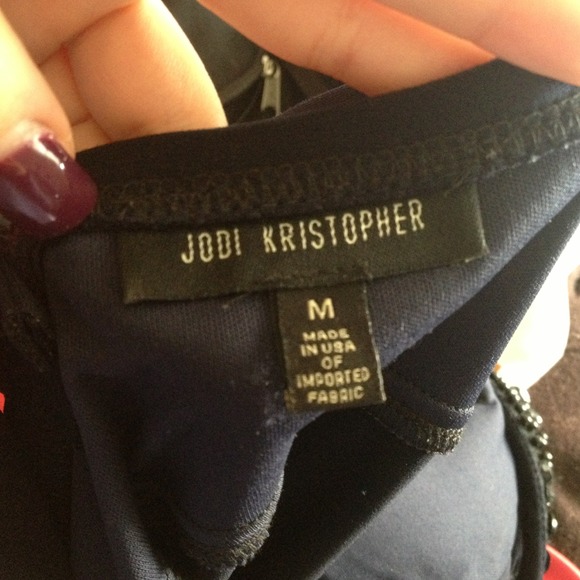 JODI KRISTOPHER
M
MADE
IN USA
OF
IMPORTED
FABRIC